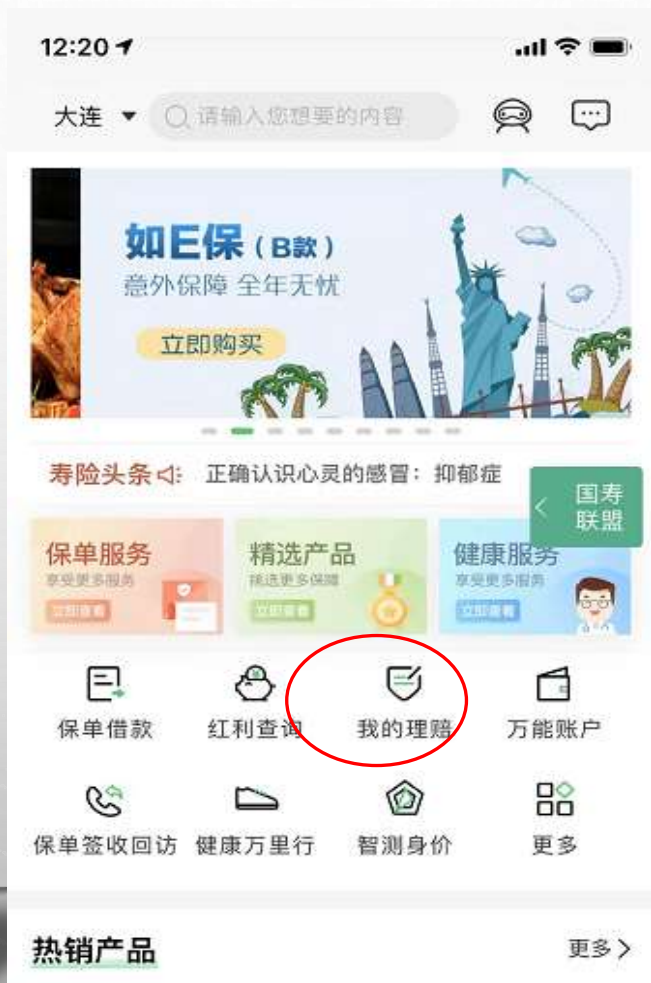 12:20
大连
请输入您想要的内容
如E保（B款）
意外保障 全年无忧
立即购买
寿险头条
正确认识心灵的感冒：抑郁症
国寿
联盟
保单服务
享受更多服务
立即查看
精选产品
挑选更多保障
立即查看
健康服务
享受更多服务
立即查看
保单借款
红利查询
我的理赔
万能账户
保单签收回访
健康万里行
智测身价
更多
热销产品
更多